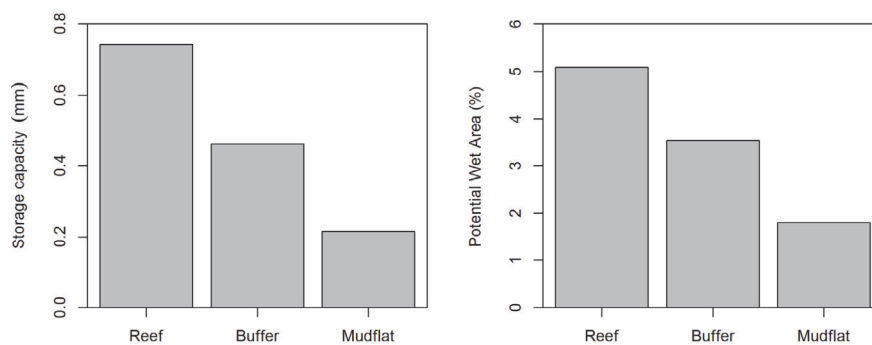 Storage capacity (mm)
0.0
0.2
0.4
0.6
0.8
Reef
Buffer
Mudflat
Potential Wet Area (%)
0
1
2
3
4
5
6
Reef
Buffer
Mudflat